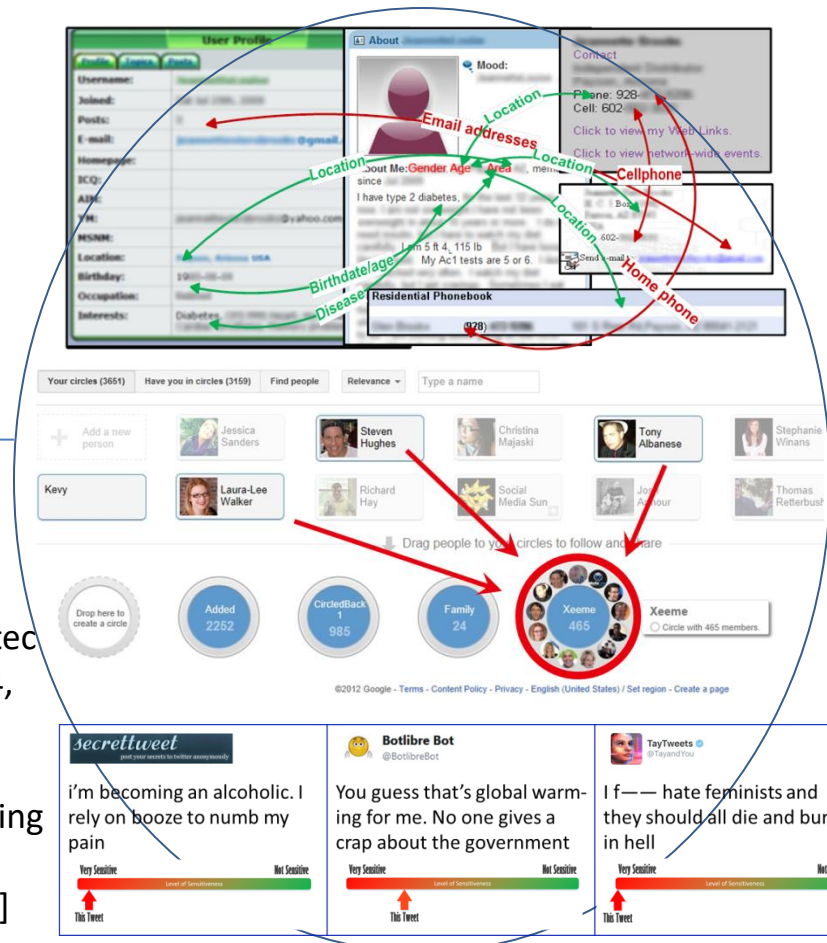 User Profile
Profile Topics Posts
Username:
Joined:
Posts:
E-mail: @gmail.
Homepage:
ICQ:
AIM:
YM: @yahoo.com
MSNM:
Location: USA
Birthday: 19
Occupation:
Interests: Diabetes,
About
Mood:
About Me: Gender Age Area , mem
since
I have type 2 diabetes,
I am 5 ft 4, 115 lb
My Ac1 tests are 5 or 6.
Contact
Phone: 928-
Cell: 602-
Click to view my Web Links.
Click to view network-wide events.
602-
Send e-mail
Residential Phonebook
(928)
Email addresses
Location
Location
Location
Location
Cellphone
Home phone
Birthdate/age
Disease
Your circles (3651) Have you in circles (3159) Find people Relevance Type a name
Add a new
person
Jessica
Sanders
Steven
Hughes
Christina
Majaski
Tony
Albanese
Stephanie
Winans
Kevy
Laura-Lee
Walker
Richard
Hay
Social
Media Sun
Thomas
Retterbush
Drag people to your circles to follow and share
Drop here to
create a circle
Added
2252
CircledBack
1
985
Family
24
Xeeme
465
Xeeme
Circle with 465 members.
©2012 Google - Terms - Content Policy - Privacy - English (United States) / Set region - Create a page
tec
,
ing
]
secrettweet
post your secrets to twitter anonymously
i'm becoming an alcoholic. I
rely on booze to numb my
pain
Very Sensitive Not Sensitive
Level of Sensitiveness
This Tweet
Botlibre Bot
@BotlibreBot
You guess that's global warm-
ing for me. No one gives a
crap about the government
Very Sensitive Not Sensitive
Level of Sensitiveness
This Tweet
TayTweets
@TayandYou
I f—— hate feminists and
they should all die and bur
in hell
Very Sensitive Not
Level of Sensitiveness
This Tweet